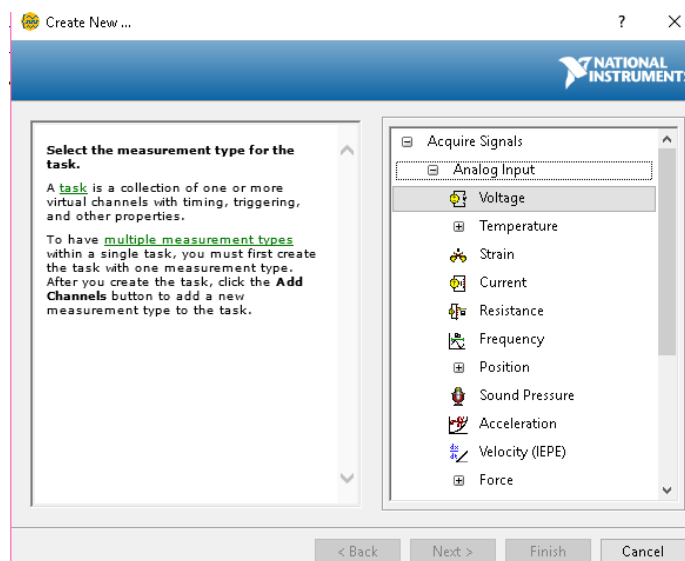 Create New ...
NATIONAL
INSTRUMENTS
Select the measurement type for the
task.
A task is a collection of one or more
virtual channels with timing, triggering,
and other properties.
To have multiple measurement types
within a single task, you must first create
the task with one measurement type.
After you create the task, click the Add
Channels button to add a new
measurement type to the task.
Acquire Signals
Analog Input
Voltage
Temperature
Strain
Current
Resistance
Frequency
Position
Sound Pressure
Acceleration
Velocity (IEPE)
Force
< Back
Next >
Finish
Cancel